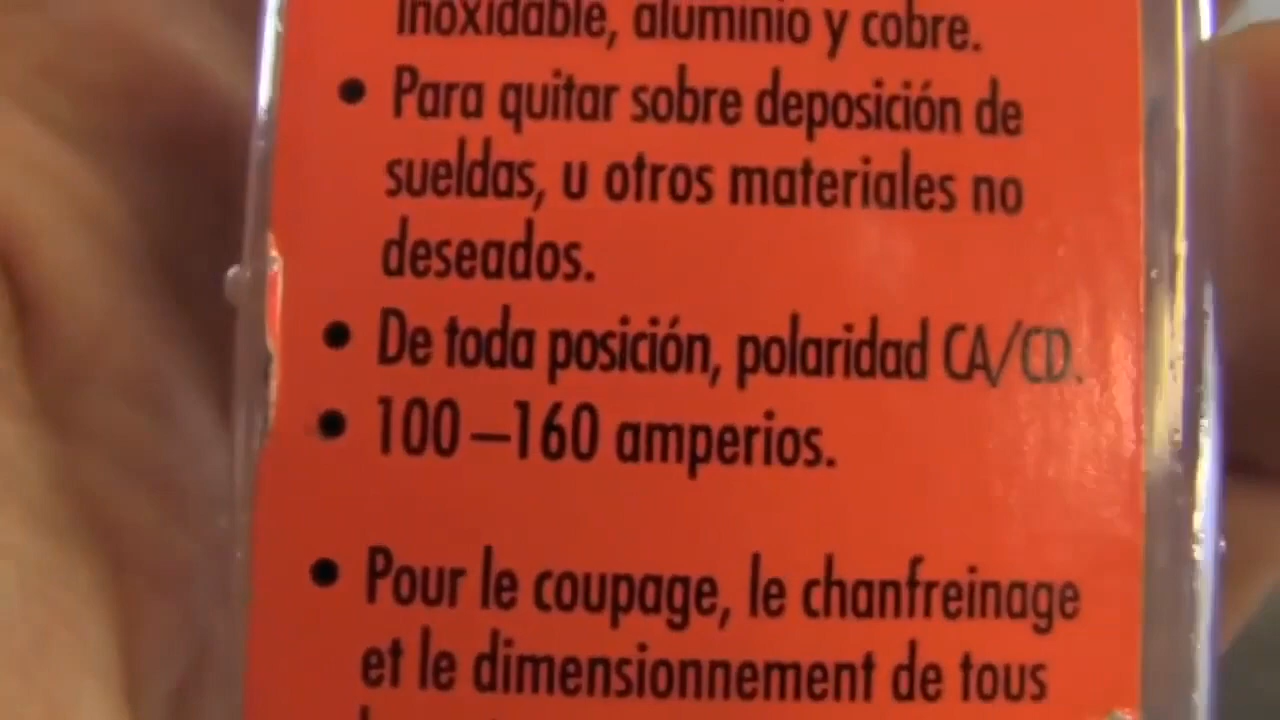 inoxidable, aluminio y cobre.
• Para quitar sobre deposición de
sueldas, u otros materiales no
deseados.
• De toda posición, polaridad CA/CD.
• 100–160 amperios.
• Pour le coupage, le chanfreinage
et le dimensionnement de tous